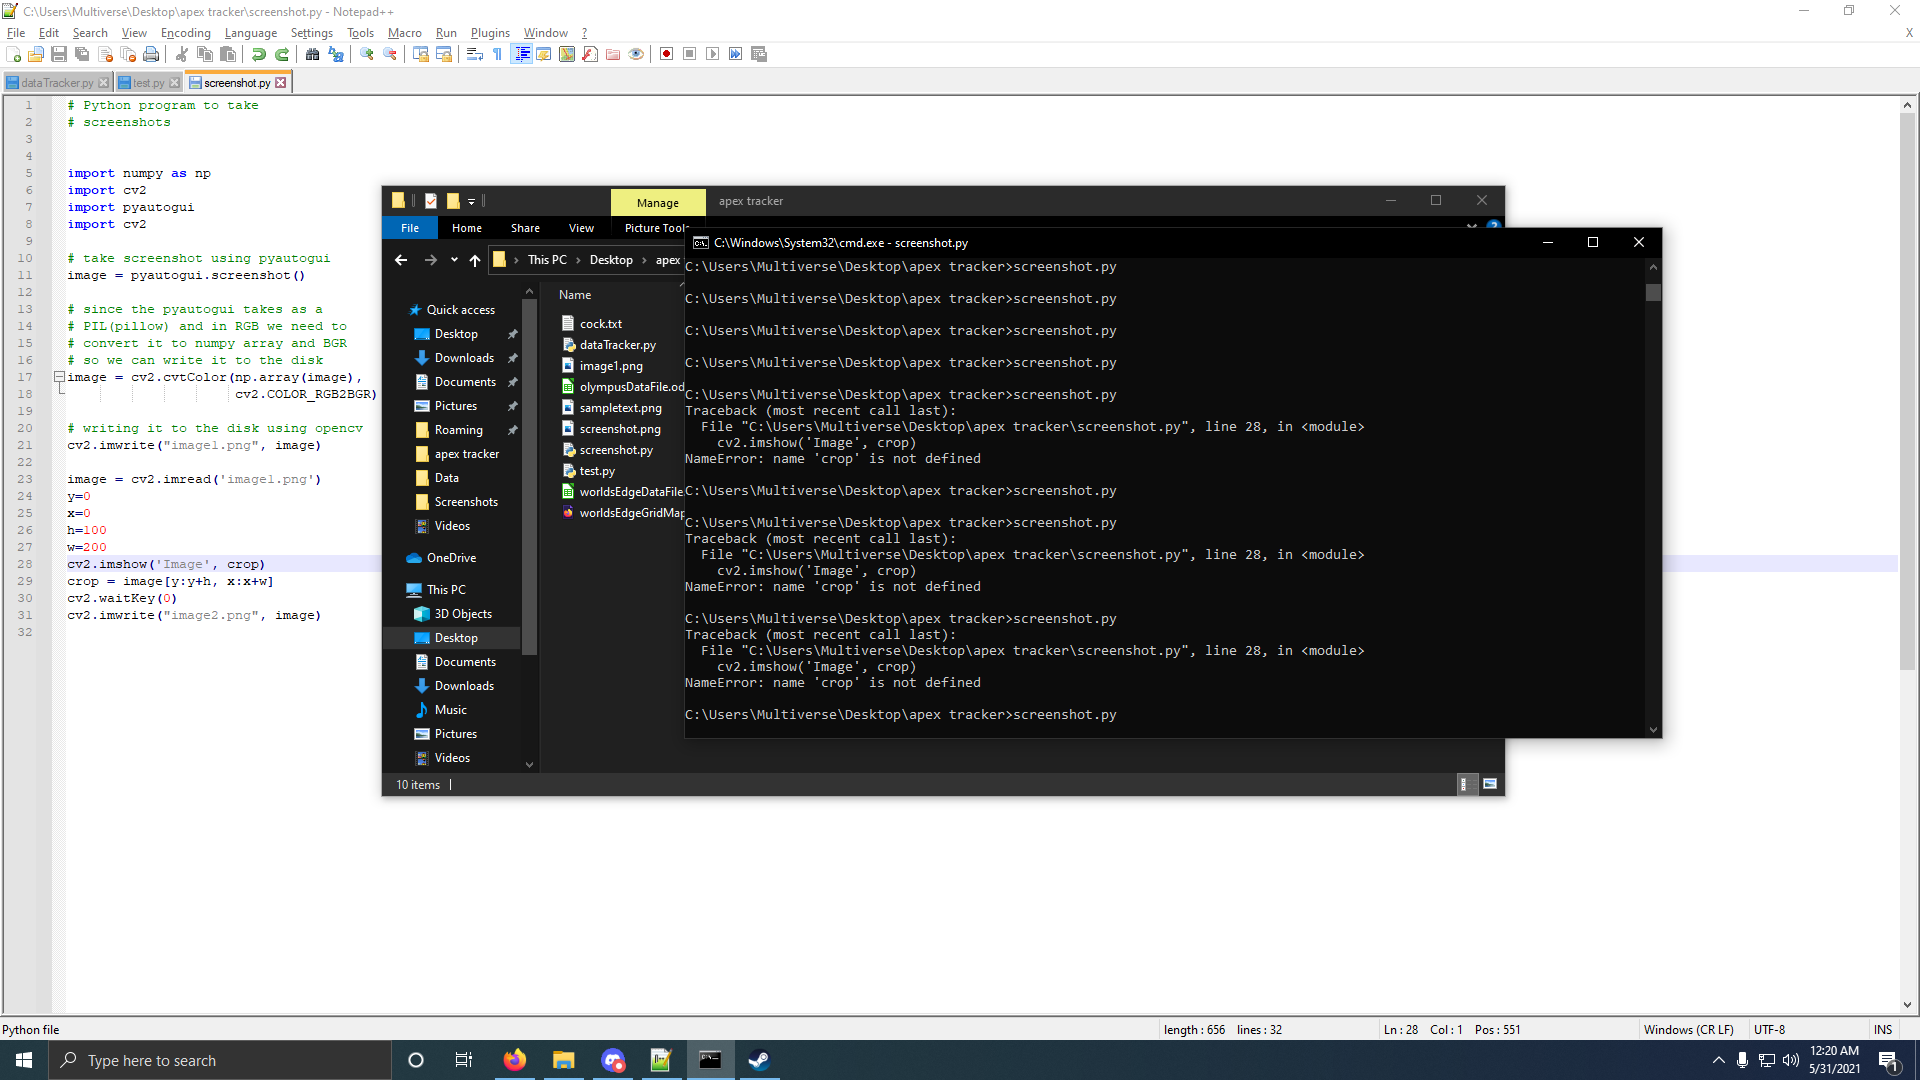 C:\Users\Multiverse\Desktop\apex tracker\screenshot.py - Notepad++
File Edit Search View Encoding Language Settings Tools Macro Run Plugins Window ? X
dataTracker.py test.py screenshot.py
1 # Python program to take
2 # screenshots
3
4
5 import numpy as np
6 import cv2
7 import pyautogui
8 import cv2
9
10 # take screenshot using pyautogui
11 image = pyautogui.screenshot()
12
13 # since the pyautogui takes as a
14 # PIL(pillow) and in RGB we need to
15 # convert it to numpy array and BGR
16 # so we can write it to the disk
17 image = cv2.cvtColor(np.array(image),
18 cv2.COLOR_RGB2BGR)
19
20 # writing it to the disk using opencv
21 cv2.imwrite("image1.png", image)
22
23 image = cv2.imread('image1.png')
24 y=0
25 x=0
26 h=100
27 w=200
28 cv2.imshow('Image', crop)
29 crop = image[y:y+h, x:x+w]
30 cv2.waitKey(0)
31 cv2.imwrite("image2.png", image)
32
Manage apex tracker
File Home Share View Picture Tools
This PC Desktop apex
Quick access
Desktop
Downloads
Documents
Pictures
Roaming
apex tracker
Data
Screenshots
Videos
OneDrive
This PC
3D Objects
Desktop
Documents
Downloads
Music
Pictures
Videos
Name
cock.txt
dataTracker.py
image1.png
olympusDataFile.od
sampletext.png
screenshot.png
screenshot.py
test.py
worldsEdgeDataFile.
worldsEdgeGridMap
10 items
C:\Windows\System32\cmd.exe - screenshot.py
C:\Users\Multiverse\Desktop\apex tracker>screenshot.py
C:\Users\Multiverse\Desktop\apex tracker>screenshot.py
C:\Users\Multiverse\Desktop\apex tracker>screenshot.py
C:\Users\Multiverse\Desktop\apex tracker>screenshot.py
C:\Users\Multiverse\Desktop\apex tracker>screenshot.py
Traceback (most recent call last):
File "C:\Users\Multiverse\Desktop\apex tracker\screenshot.py", line 28, in <module>
cv2.imshow('Image', crop)
NameError: name 'crop' is not defined
C:\Users\Multiverse\Desktop\apex tracker>screenshot.py
C:\Users\Multiverse\Desktop\apex tracker>screenshot.py
Traceback (most recent call last):
File "C:\Users\Multiverse\Desktop\apex tracker\screenshot.py", line 28, in <module>
cv2.imshow('Image', crop)
NameError: name 'crop' is not defined
C:\Users\Multiverse\Desktop\apex tracker>screenshot.py
Traceback (most recent call last):
File "C:\Users\Multiverse\Desktop\apex tracker\screenshot.py", line 28, in <module>
cv2.imshow('Image', crop)
NameError: name 'crop' is not defined
C:\Users\Multiverse\Desktop\apex tracker>screenshot.py
Python file length : 656 lines : 32 Ln : 28 Col : 1 Pos : 551 Windows (CR LF) UTF-8 INS
Type here to search
12:20 AM
5/31/2021
1